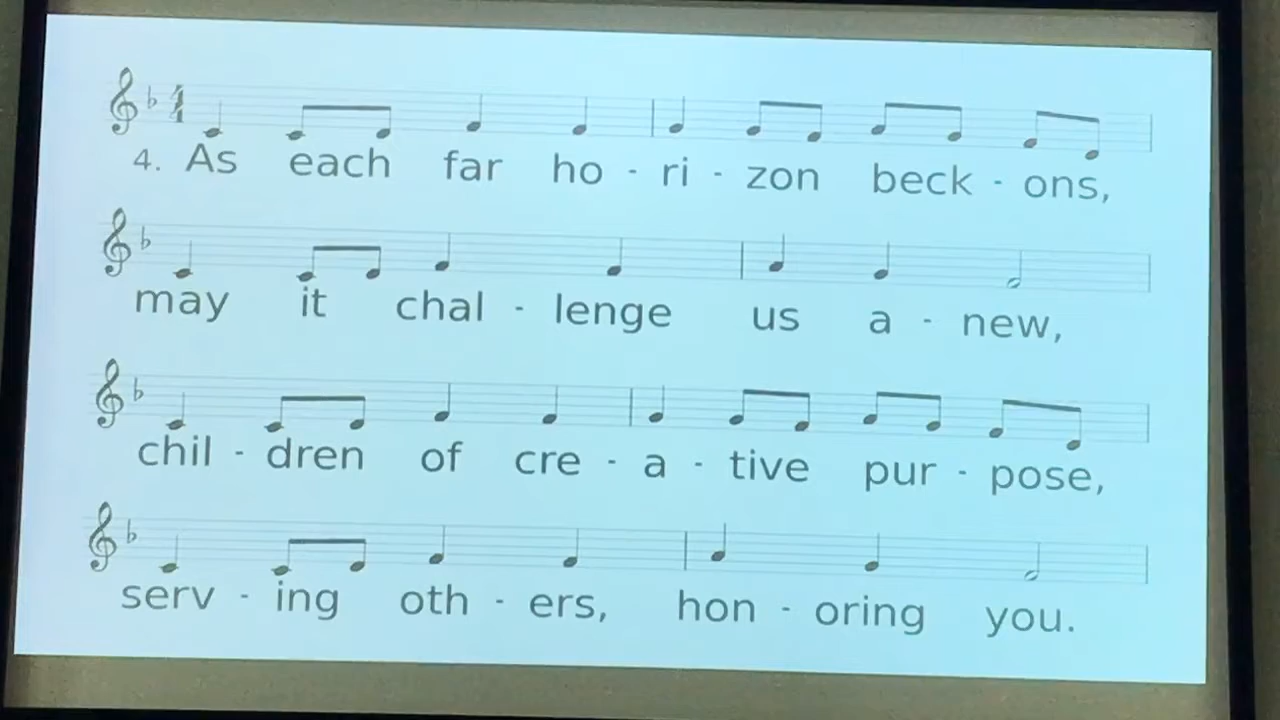 4. As each far ho - ri - zon beck - ons,
may it chal - lenge us a - new,
chil - dren of cre - a - tive pur - pose,
serv - ing oth - ers, hon - oring you.